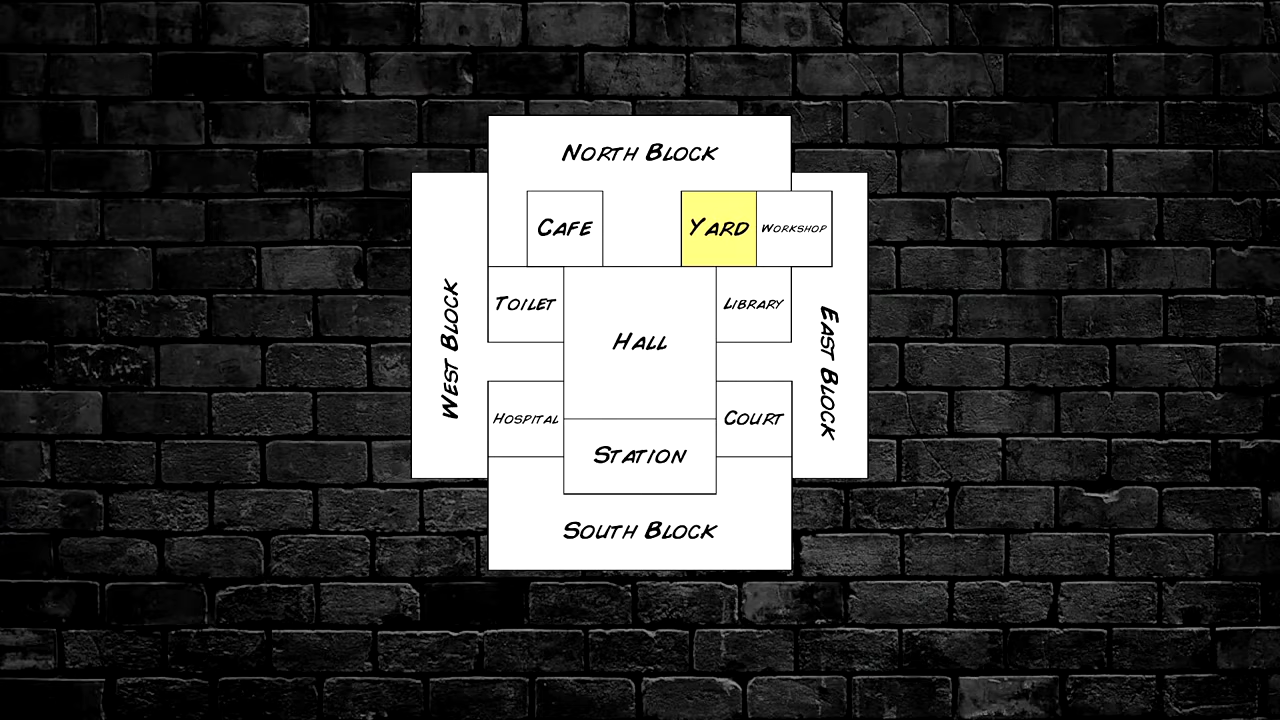 North Block
Cafe
Yard
Workshop
Toilet
Library
West Block
Hall
East Block
Hospital
Court
Station
South Block